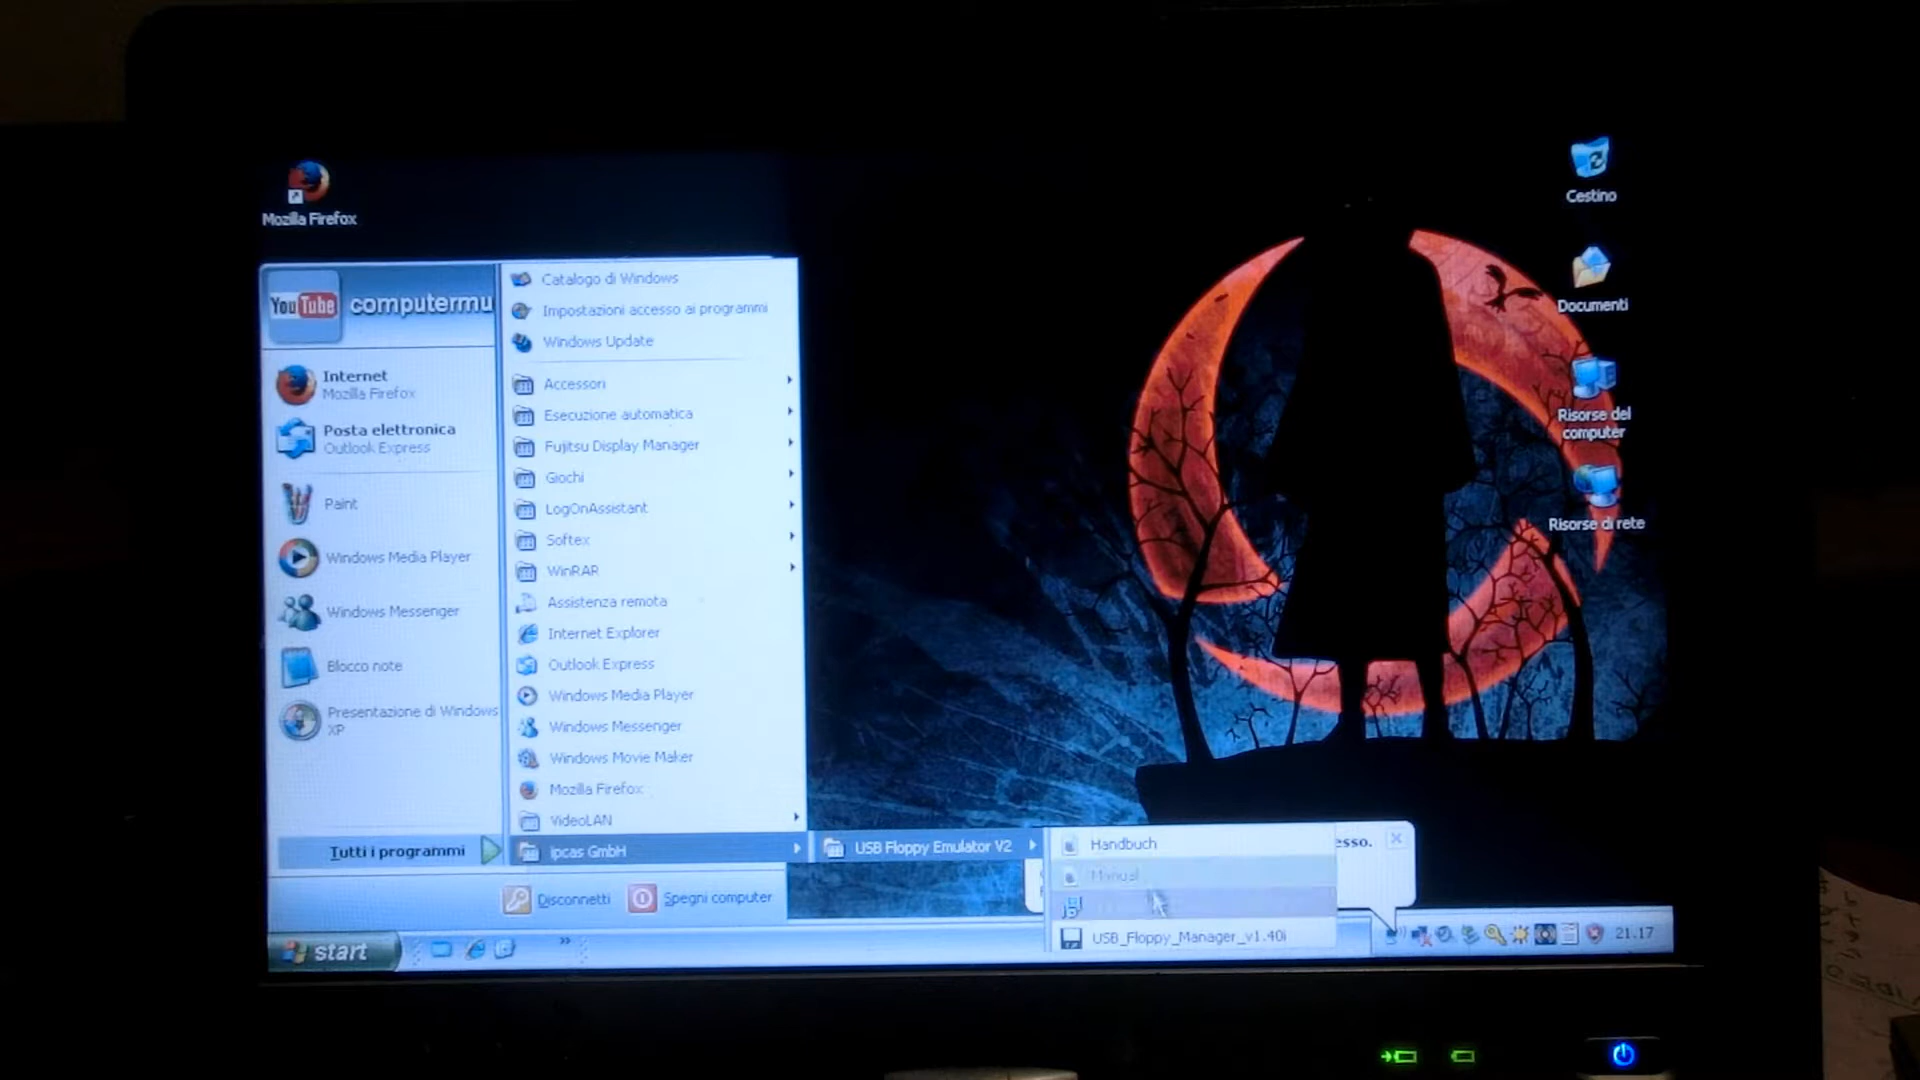 Mozilla Firefox
Cestino
Documenti
Risorse del
computer
Risorse di rete
YouTube
computermu
Internet
Mozilla Firefox
Posta elettronica
Outlook Express
Paint
Windows Media Player
Windows Messenger
Blocco note
Presentazione di Windows
XP
Tutti i programmi
Catalogo di Windows
Impostazioni accesso ai programmi
Windows Update
Accessori
Esecuzione automatica
Fujitsu Display Manager
Giochi
LogOnAssistant
Softex
WinRAR
Assistenza remota
Internet Explorer
Outlook Express
Windows Media Player
Windows Messenger
Windows Movie Maker
Mozilla Firefox
VideoLAN
ipcas GmbH
USB Floppy Emulator V2
Handbuch
Manual
USB_Floppy_Manager_v1.40i
esso.
Disconnetti
Spegni computer
start
21.17